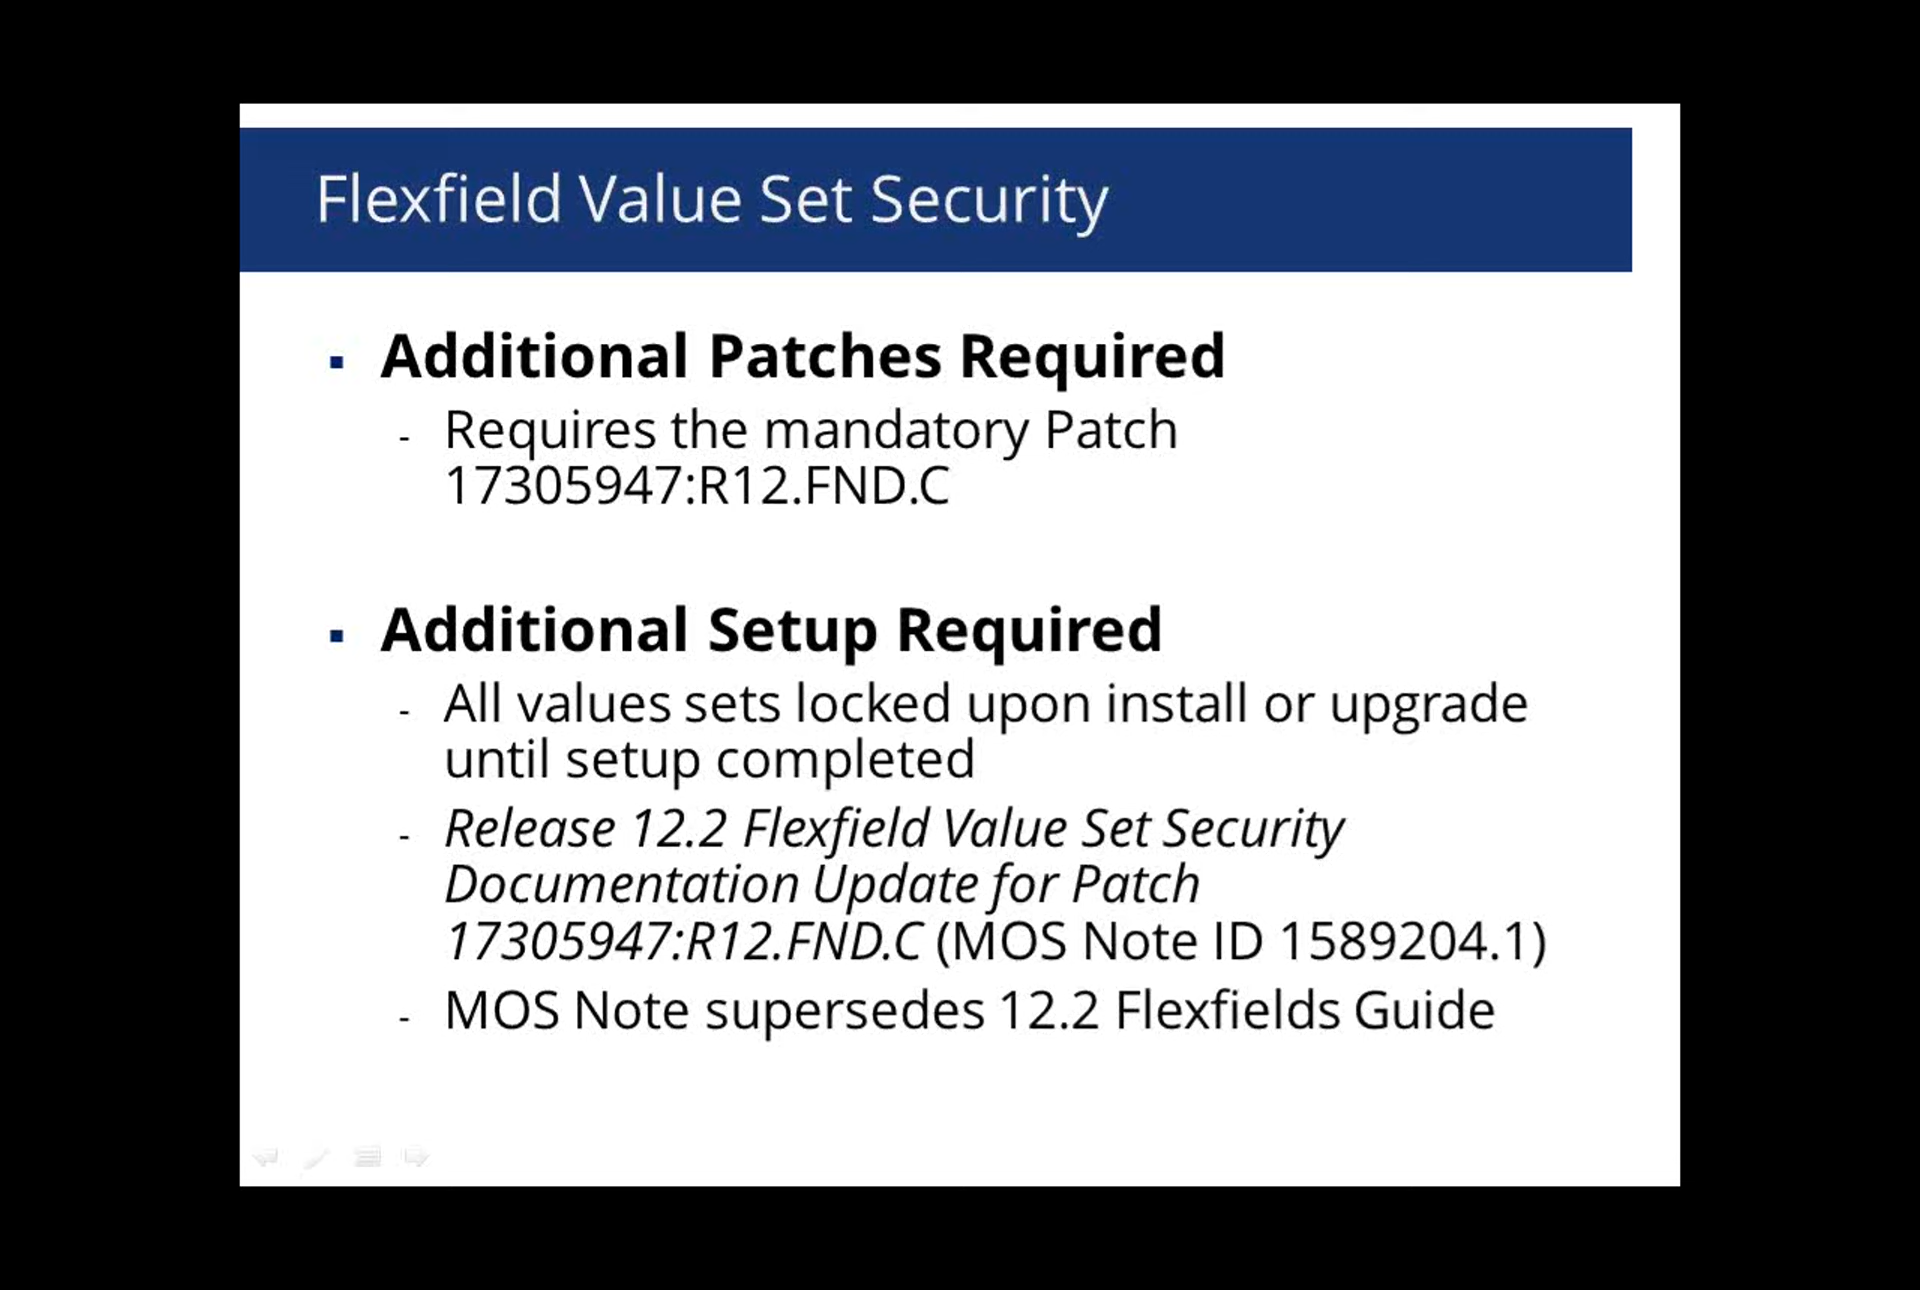 Flexfield Value Set Security
▪ Additional Patches Required
- Requires the mandatory Patch
17305947:R12.FND.C
▪ Additional Setup Required
- All values sets locked upon install or upgrade
until setup completed
- Release 12.2 Flexfield Value Set Security
Documentation Update for Patch
17305947:R12.FND.C (MOS Note ID 1589204.1)
- MOS Note supersedes 12.2 Flexfields Guide